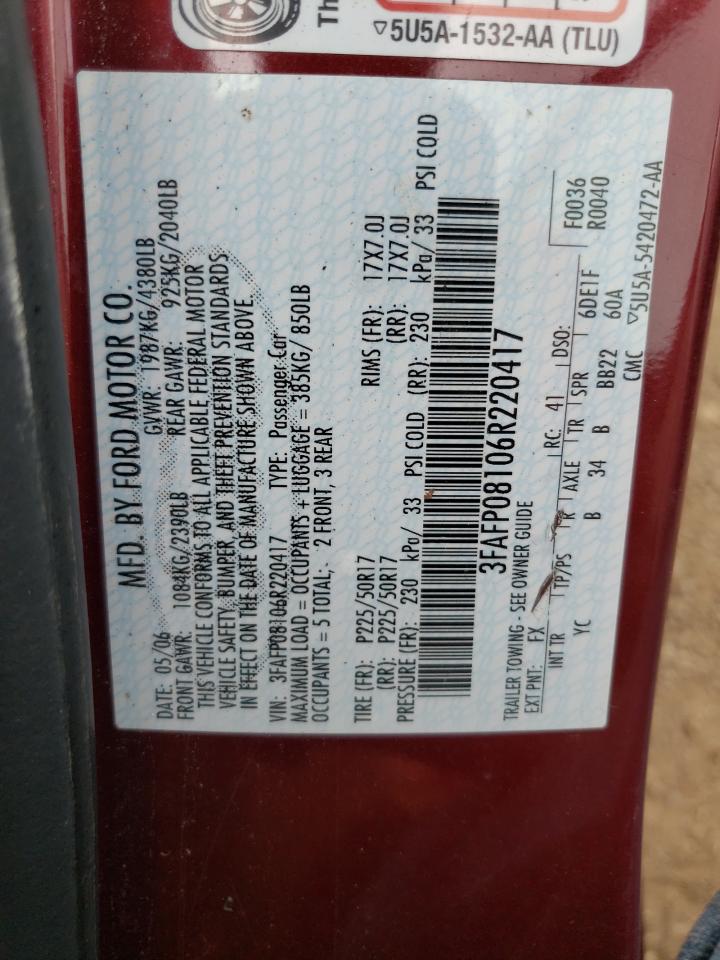 Th
▽5U5A-1532-AA (TLU)
MFD. BY FORD MOTOR CO.
DATE: 05/06 GVWR: 1987KG/4380LB
FRONT GAWR: 1084KG/2390LB REAR GAWR: 925KG/2040LB
THIS VEHICLE CONFORMS TO ALL APPLICABLE FEDERAL MOTOR
VEHICLE SAFETY, BUMPER, AND THEFT PREVENTION STANDARDS
IN EFFECT ON THE DATE OF MANUFACTURE SHOWN ABOVE.
VIN: 3FAFP08106R220417 TYPE: Passenger Car
MAXIMUM LOAD = OCCUPANTS + LUGGAGE = 385KG/ 850LB
OCCUPANTS = 5 TOTAL, 2 FRONT, 3 REAR
TIRE (FR): P225/50R17 RIMS (FR): 17X7.0J
(RR): P225/50R17 (RR): 17X7.0J
PRESSURE (FR): 230 kPa/ 33 PSI COLD (RR): 230 kPa/ 33 PSI COLD
3FAFP08106R220417
TRAILER TOWING - SEE OWNER GUIDE
EXT PNT: FX RC: 41 DSO: F0036
INT TR TP/PS R AXLE TR SPR 6DE1F R0040
YC B 34 B BB22 60A
CMC ▽5U5A-5420472-AA